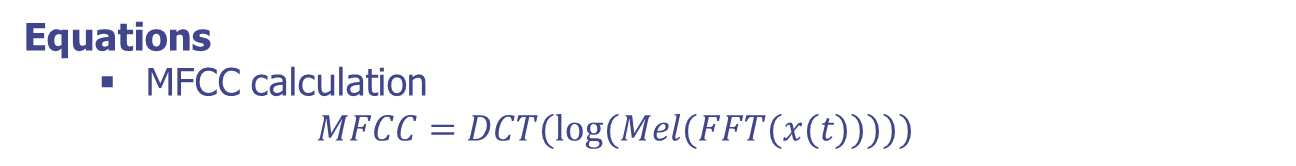 Equations
▪ MFCC calculation
MFCC = DCT(log(Mel(FFT(x(t)))))